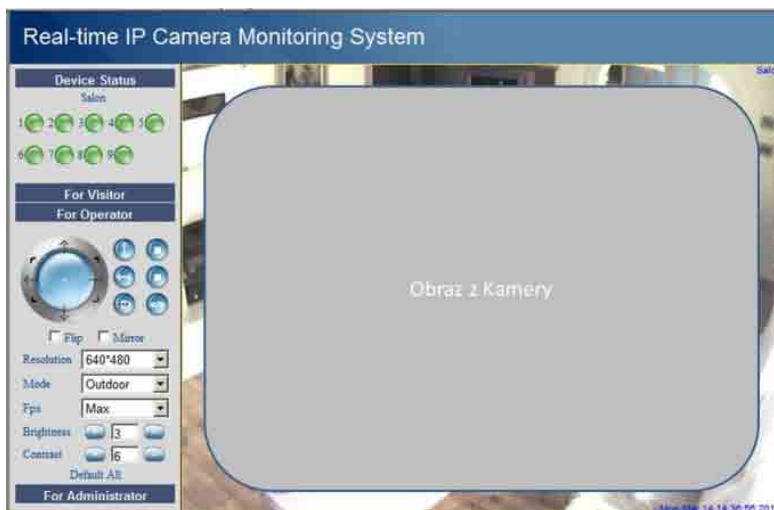 Real-time IP Camera Monitoring System
Device Status
Salon
1 2 3 4 5
6 7 8 9
For Visitor
For Operator
Flip Mirror
Resolution 640*480
Mode Outdoor
Fps Max
Brightness 3
Contrast 6
Default All
For Administrator
Obraz z Kamery